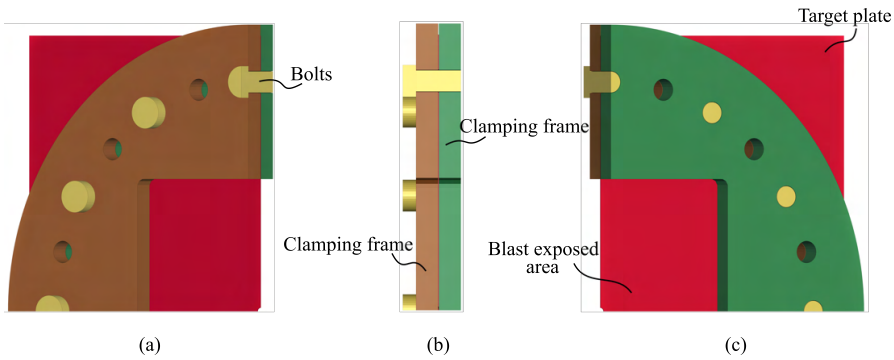 Target plate
Bolts
Clamping frame
Clamping frame
Blast exposed
area
(a)
(b)
(c)